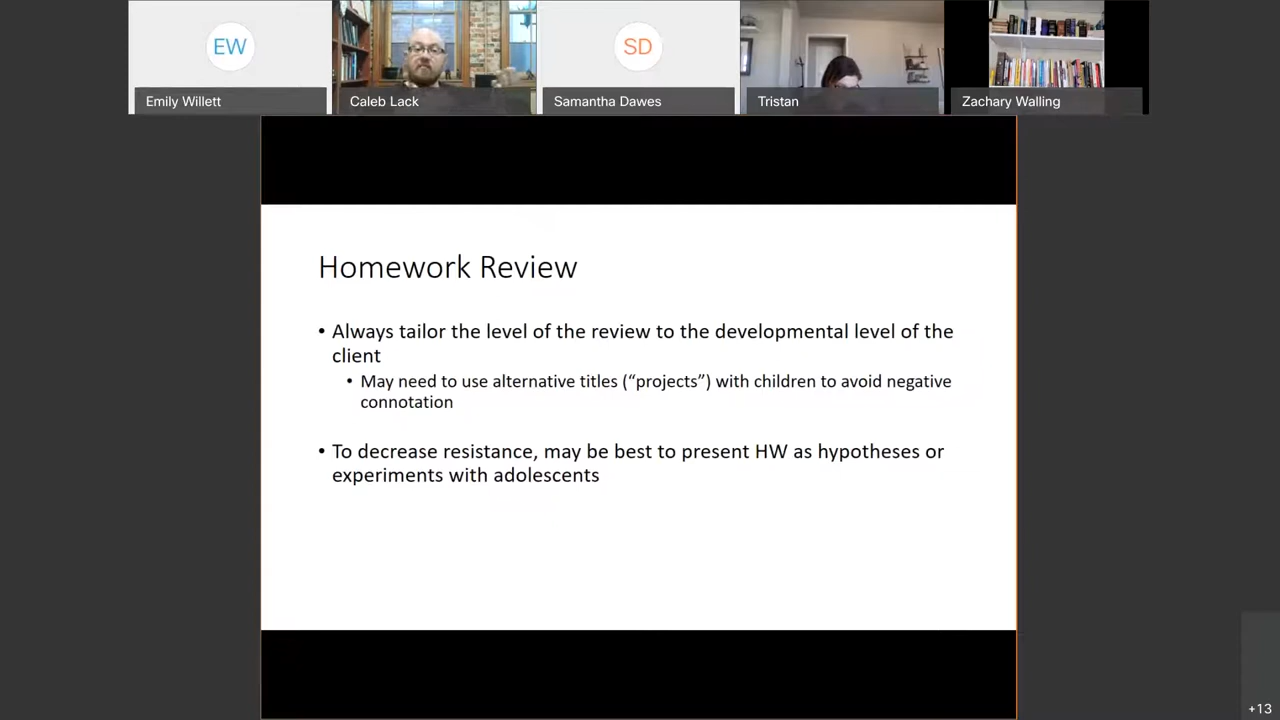 EW
SD
Emily Willett
Caleb Lack
Samantha Dawes
Tristan
Zachary Walling
Homework Review
• Always tailor the level of the review to the developmental level of the
client
• May need to use alternative titles (“projects”) with children to avoid negative
connotation
• To decrease resistance, may be best to present HW as hypotheses or
experiments with adolescents
+13